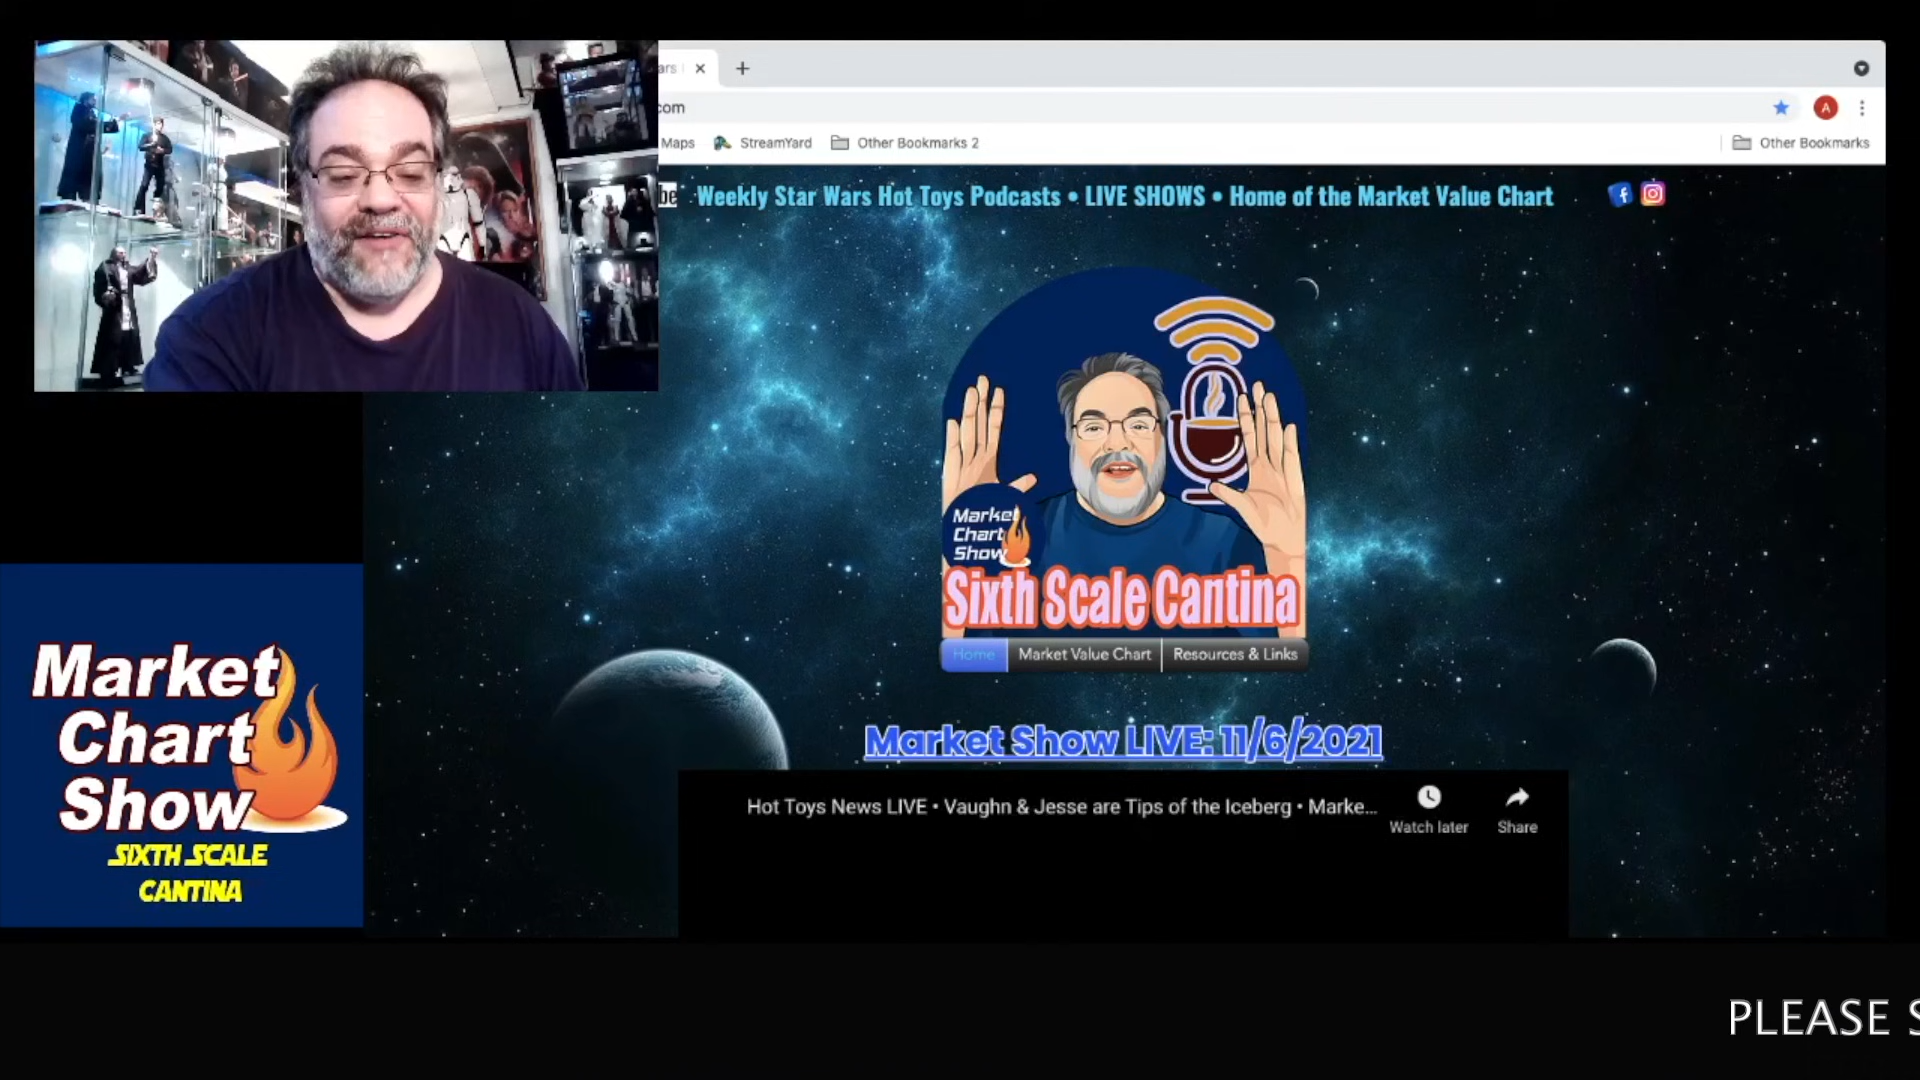 ars
com
A
Maps
StreamYard
Other Bookmarks 2
Other Bookmarks
be
Weekly Star Wars Hot Toys Podcasts • LIVE SHOWS • Home of the Market Value Chart
Market
Chart
Show
Sixth Scale Cantina
Home
Market Value Chart
Resources & Links
Market Show LIVE: 11/6/2021
Hot Toys News LIVE • Vaughn & Jesse are Tips of the Iceberg • Marke...
Watch later
Share
Market
Chart
Show
SIXTH SCALE
CANTINA
PLEASE S